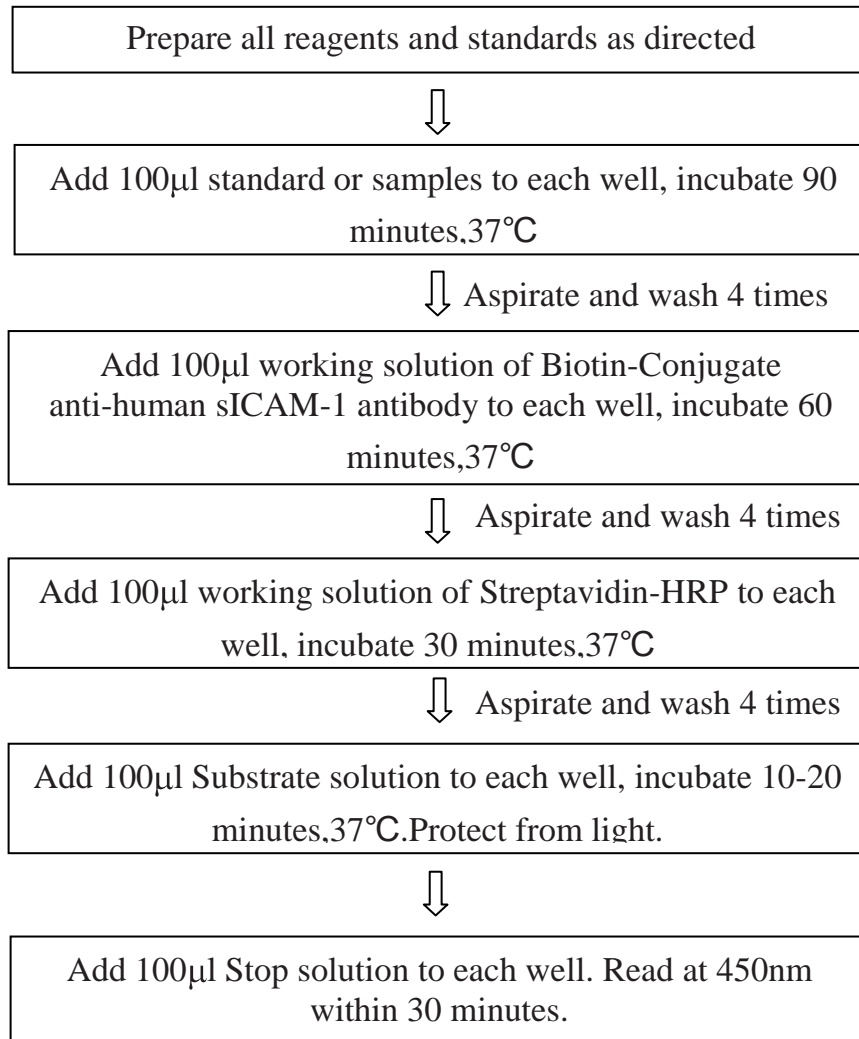 Prepare all reagents and standards as directed
Add 100μl standard or samples to each well, incubate 90
minutes,37℃
Aspirate and wash 4 times
Add 100μl working solution of Biotin-Conjugate
anti-human sICAM-1 antibody to each well, incubate 60
minutes,37℃
Aspirate and wash 4 times
Add 100μl working solution of Streptavidin-HRP to each
well, incubate 30 minutes,37℃
Aspirate and wash 4 times
Add 100μl Substrate solution to each well, incubate 10-20
minutes,37℃.Protect from light.
Add 100μl Stop solution to each well. Read at 450nm
within 30 minutes.